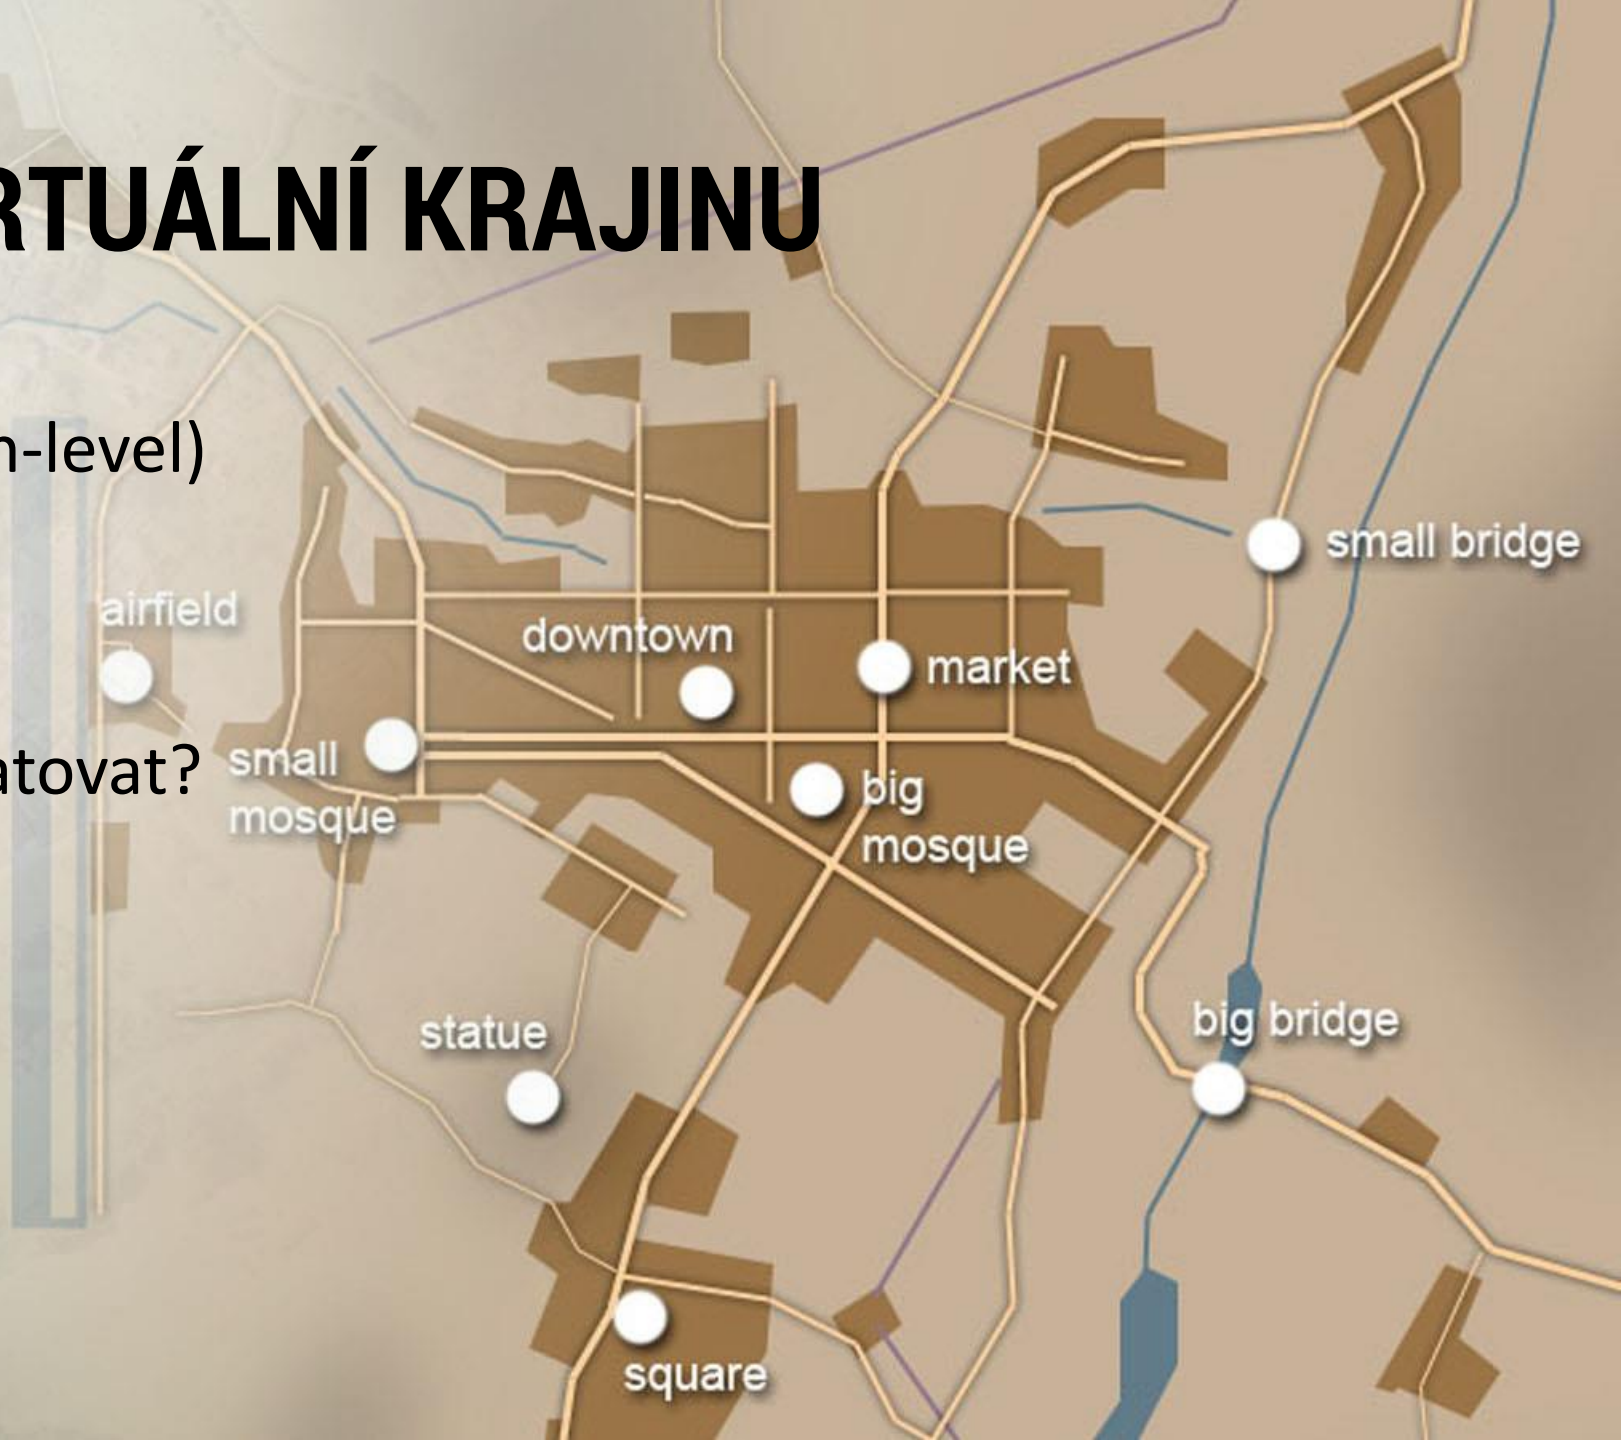 RTUÁLNÍ KRAJINU
n-level)
small bridge
airfield
downtown
market
atovat?
small
mosque
big
mosque
statue
big bridge
square